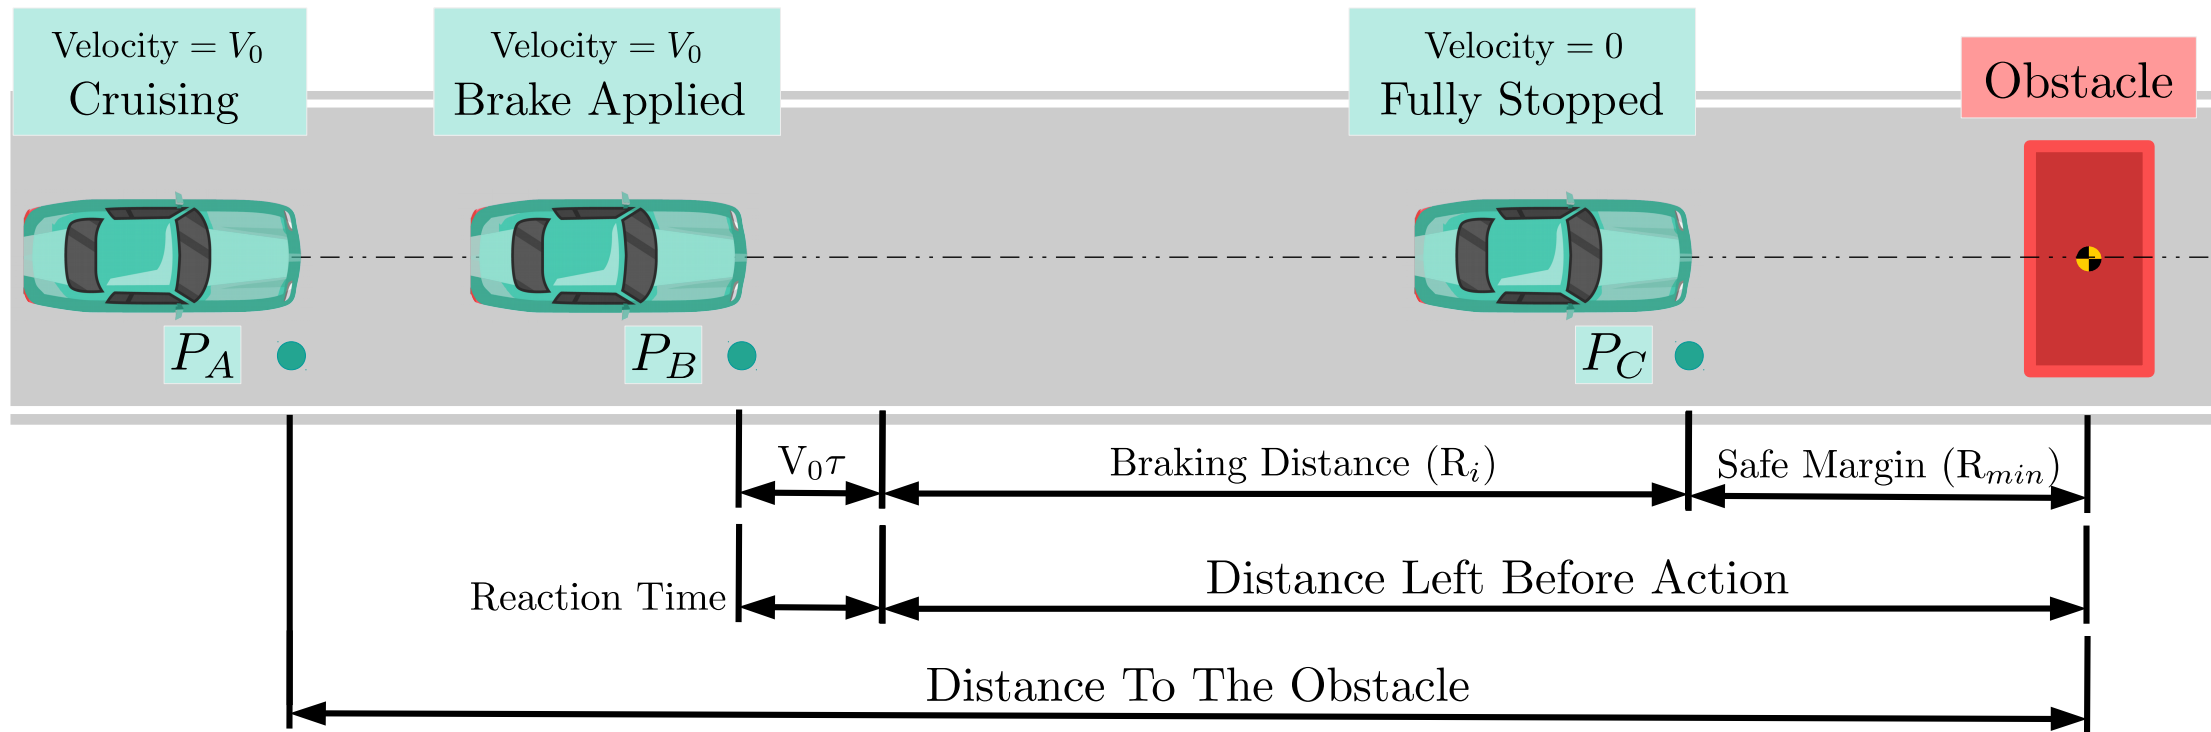 Velocity = V₀
Cruising
Velocity = V₀
Brake Applied
Velocity = 0
Fully Stopped
Obstacle
P_A
P_B
P_C
V₀τ
Braking Distance (R_i)
Safe Margin (R_min)
Reaction Time
Distance Left Before Action
Distance To The Obstacle